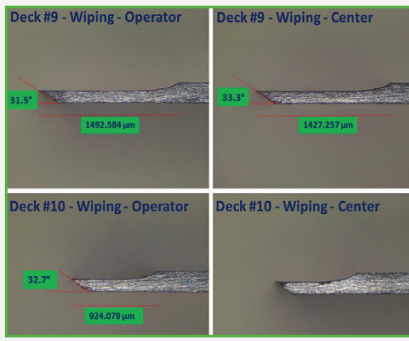 Deck #9 - Wiping - Operator
31.5°
1492.584 µm
Deck #9 - Wiping - Center
33.3°
1427.257 µm
Deck #10 - Wiping - Operator
32.7°
924.079 µm
Deck #10 - Wiping - Center